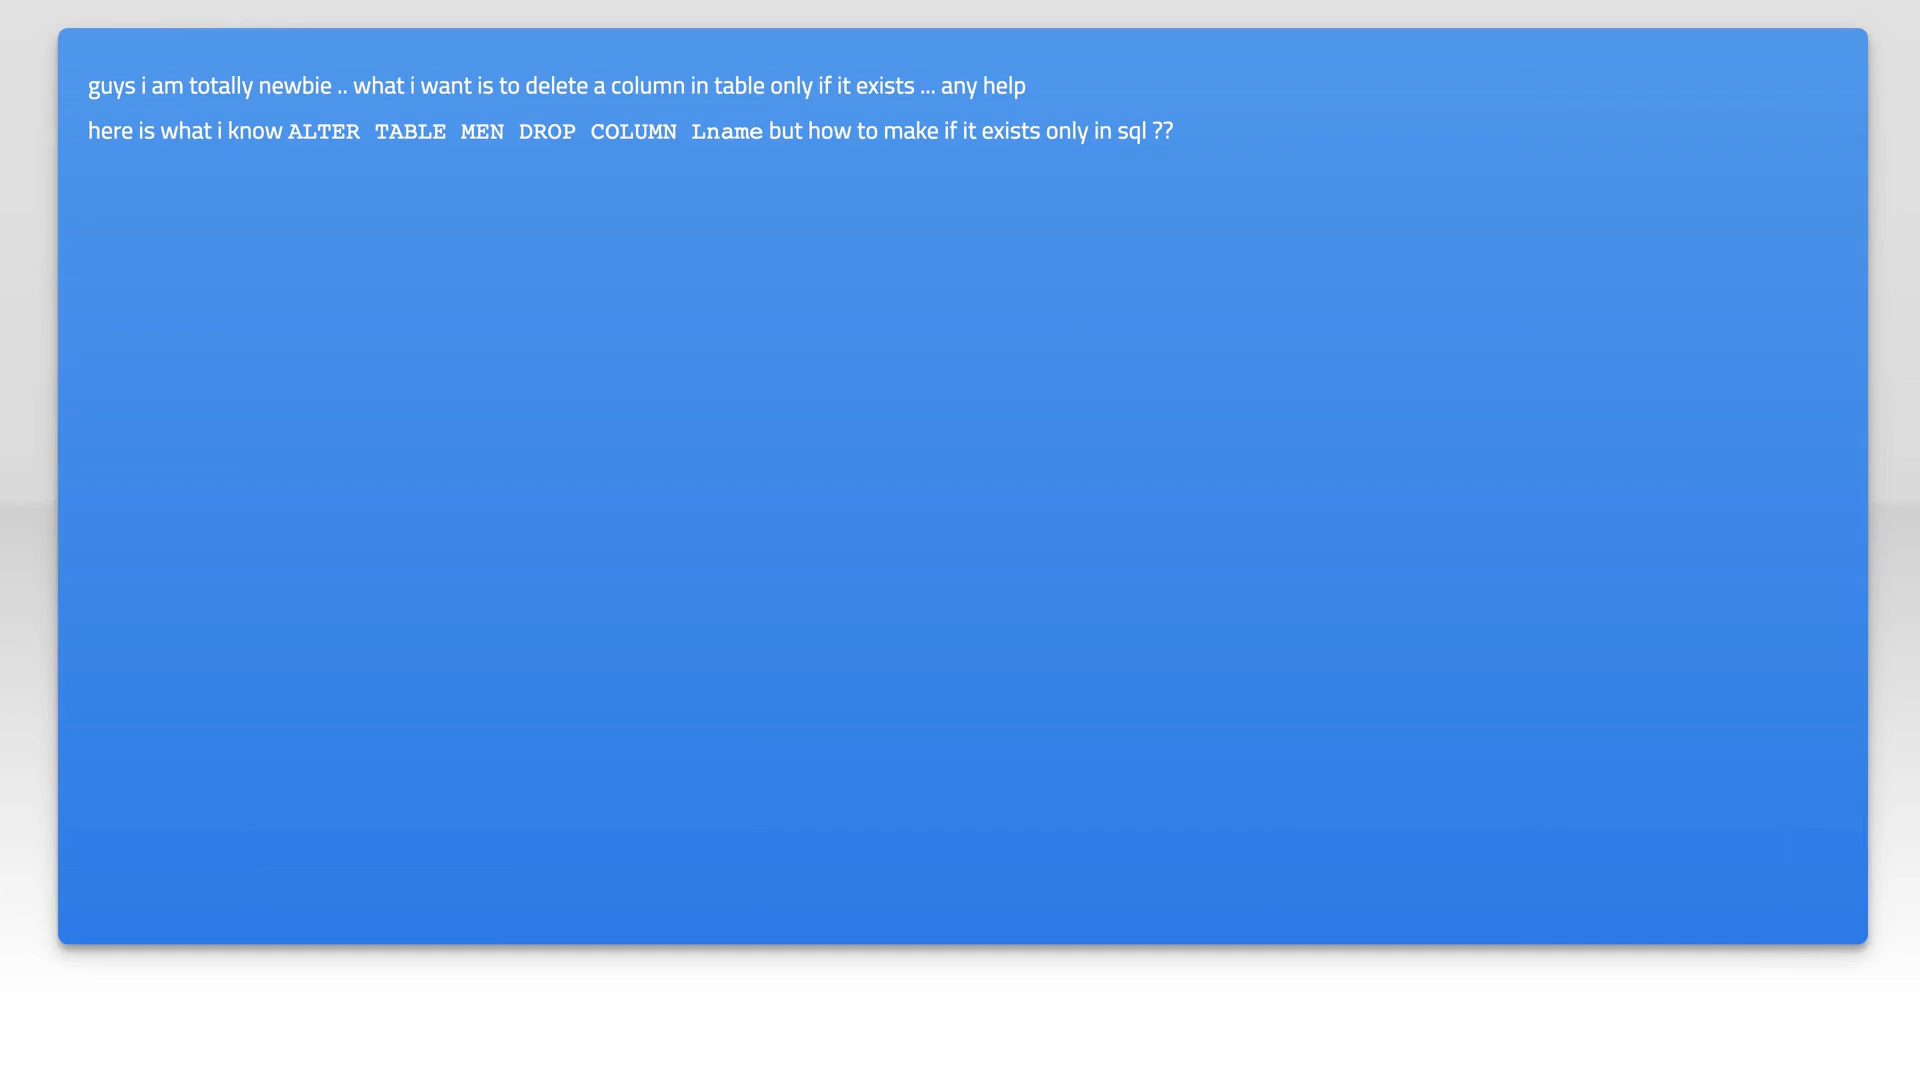 guys i am totally newbie .. what i want is to delete a column in table only if it exists ... any help
here is what i know ALTER TABLE MEN DROP COLUMN Lname but how to make if it exists only in sql ??